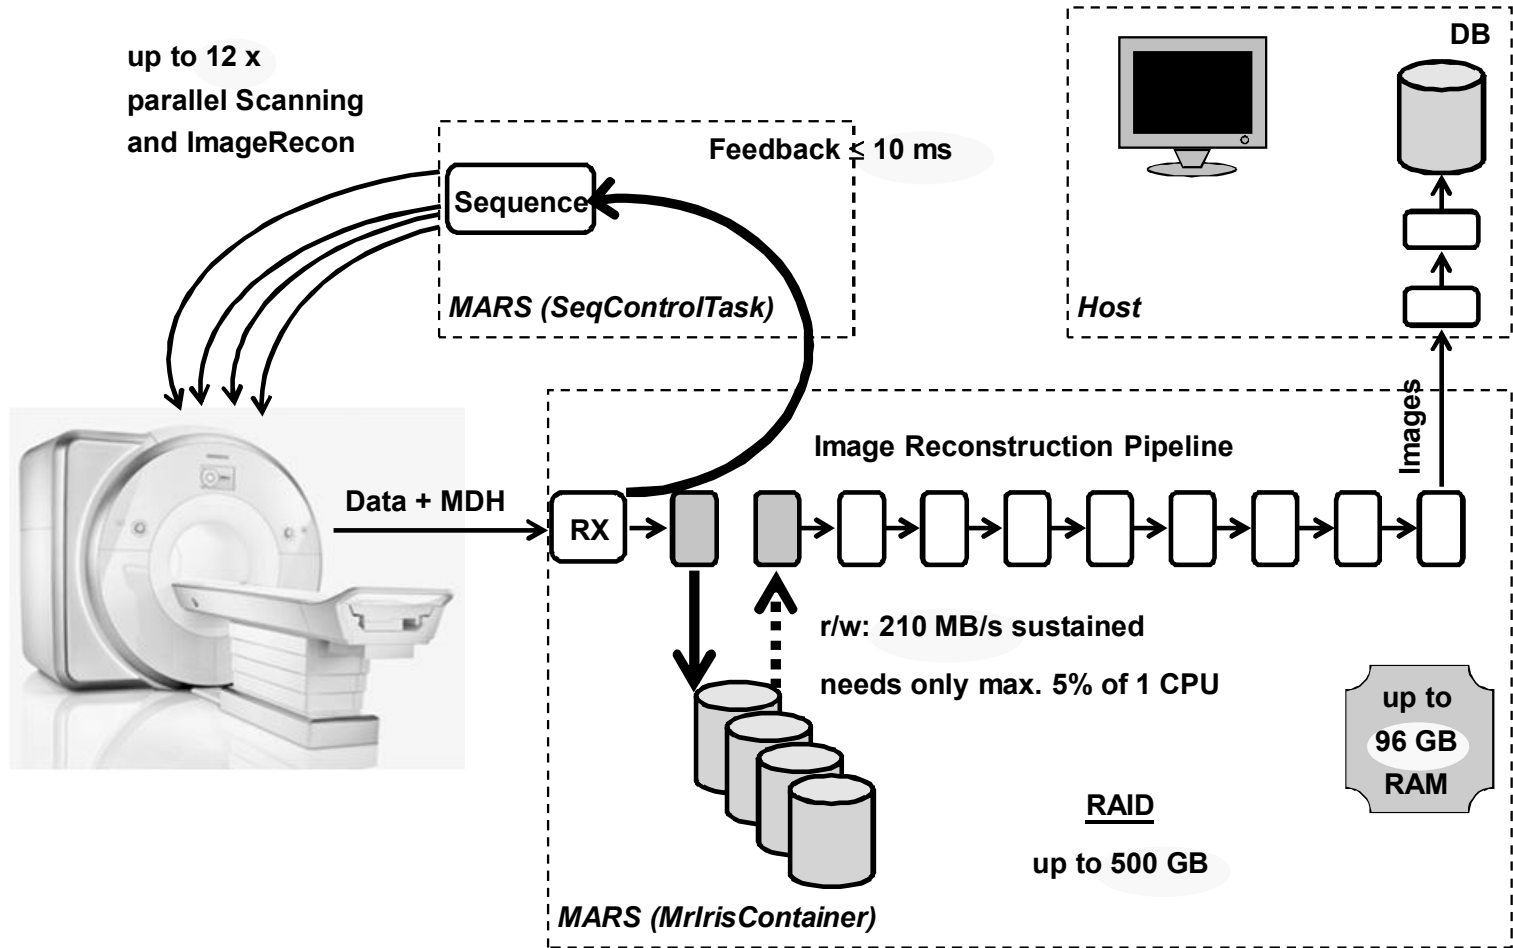 up to 12 x
parallel Scanning
and ImageRecon
Feedback < 10 ms
Sequence
MARS (SeqControlTask)
DB
Host
Images
Image Reconstruction Pipeline
Data + MDH
RX
r/w: 210 MB/s sustained
needs only max. 5% of 1 CPU
up to
96 GB
RAM
RAID
up to 500 GB
MARS (MrIrisContainer)